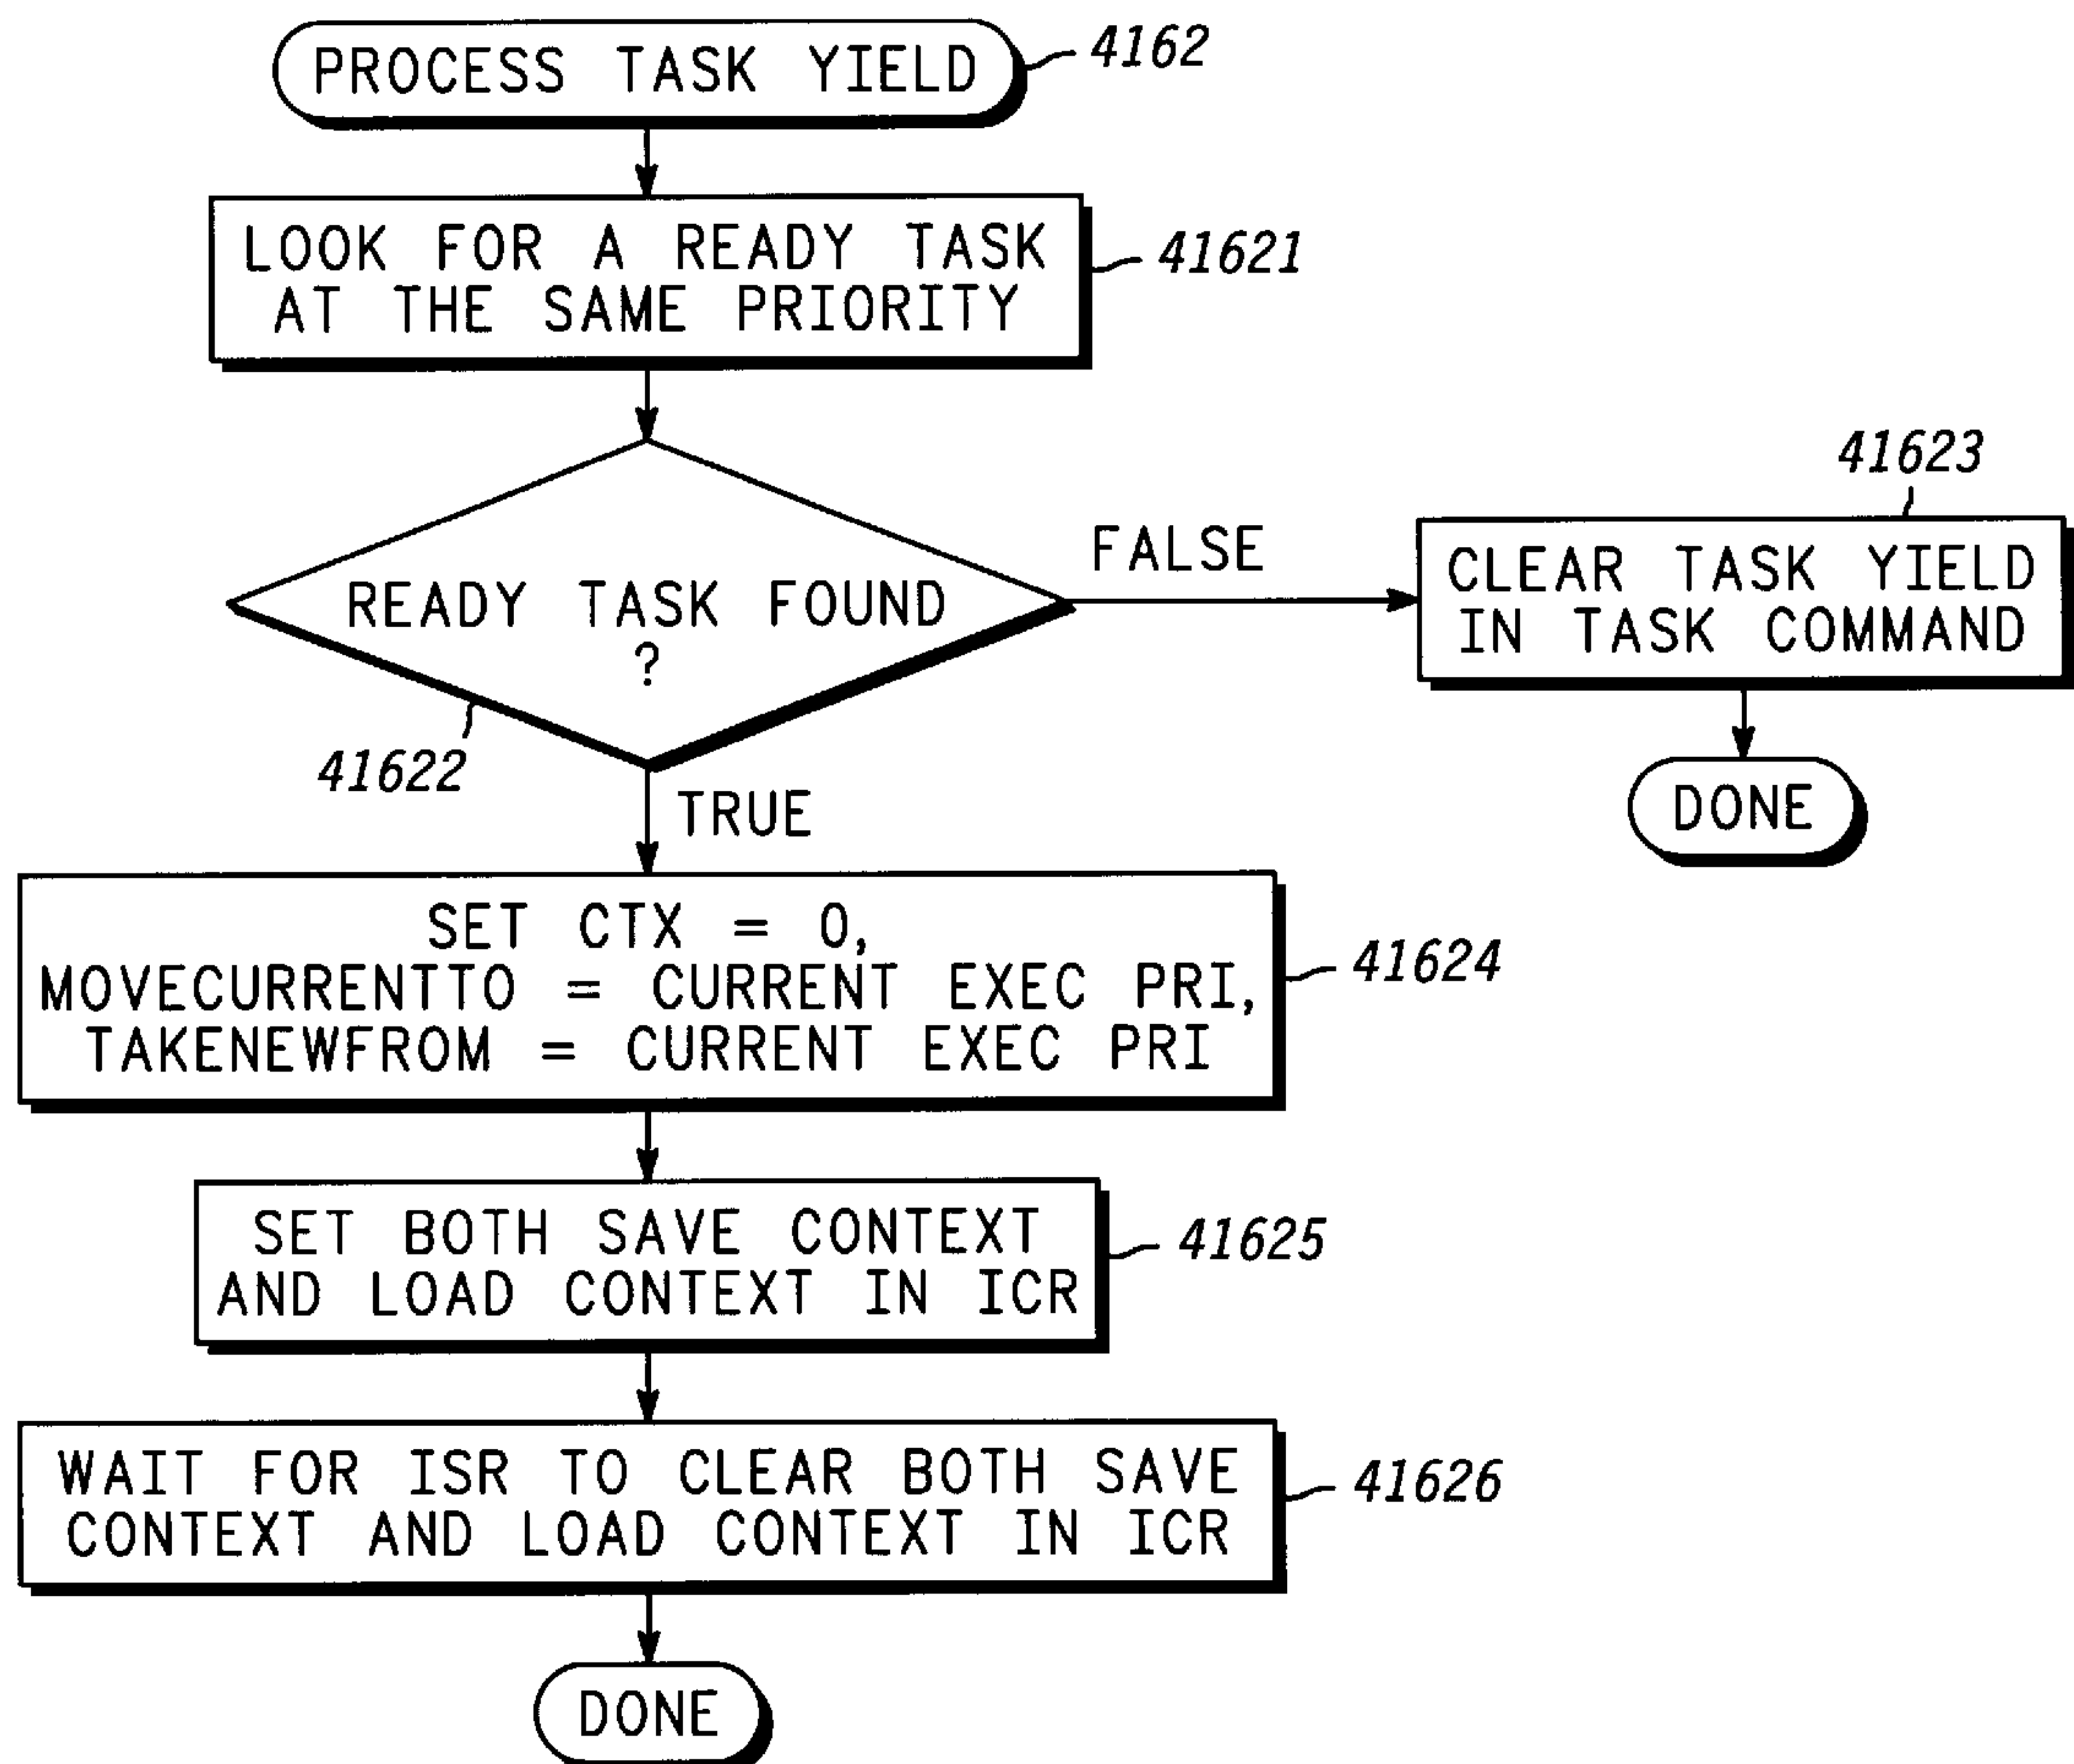 PROCESS TASK YIELD
4162
LOOK FOR A READY TASK
AT THE SAME PRIORITY
41621
READY TASK FOUND
?
41622
FALSE
41623
CLEAR TASK YIELD
IN TASK COMMAND
DONE
TRUE
SET CTX = 0,
MOVECURRENTTO = CURRENT EXEC PRI,
TAKENEWFROM = CURRENT EXEC PRI
41624
SET BOTH SAVE CONTEXT
AND LOAD CONTEXT IN ICR
41625
WAIT FOR ISR TO CLEAR BOTH SAVE
CONTEXT AND LOAD CONTEXT IN ICR
41626
DONE